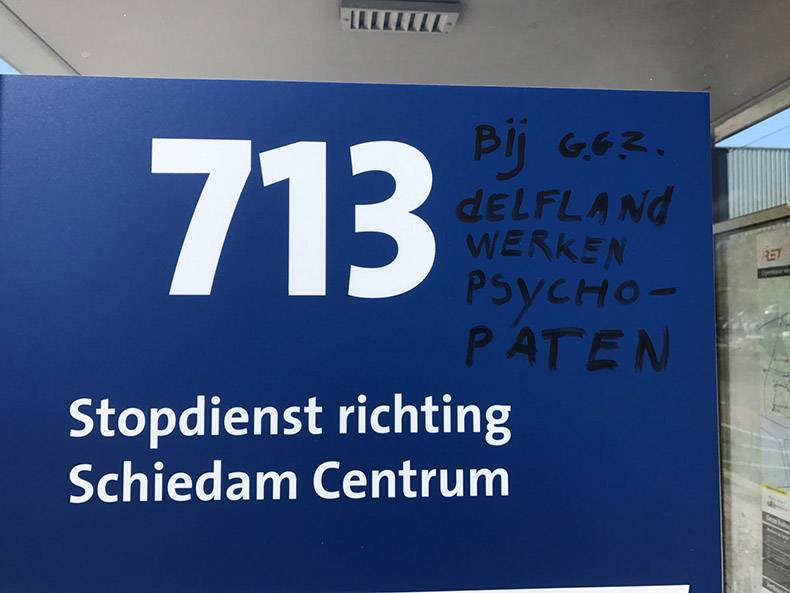 713
Bij G.G.Z.
dELFLANd
WERKEN
PSYCHO-
PATEN
Stopdienst richting
Schiedam Centrum
RET